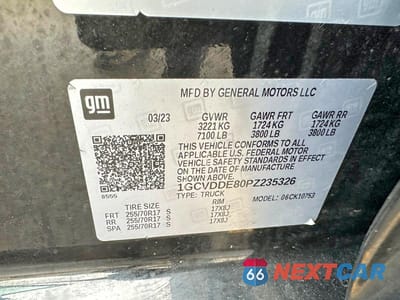 gm
MFD BY GENERAL MOTORS LLC
03/23 GVWR GAWR FRT GAWR RR
3221 KG 1724 KG 1724 KG
7100 LB 3800 LB 3800 LB
THIS VEHICLE CONFORMS TO ALL
APPLICABLE U.S. FEDERAL MOTOR
VEHICLE SAFETY STANDARDS IN
EFFECT ON THE DATE OF
MANUFACTURE SHOWN ABOVE.
1GCVDDE80PZ235326
TYPE: TRUCK MODEL: 06CK10753
TIRE SIZE RIM
FRT 255/70R17 S 17X8J
RR 255/70R17 S 17X8J
SPA 255/70R17 S 17X8J
66 NEXTCAR